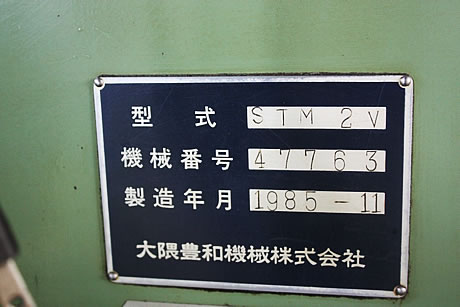 型式 STM 2V
機械番号 47763
製造年月 1985-11
大隈豊和機械株式会社